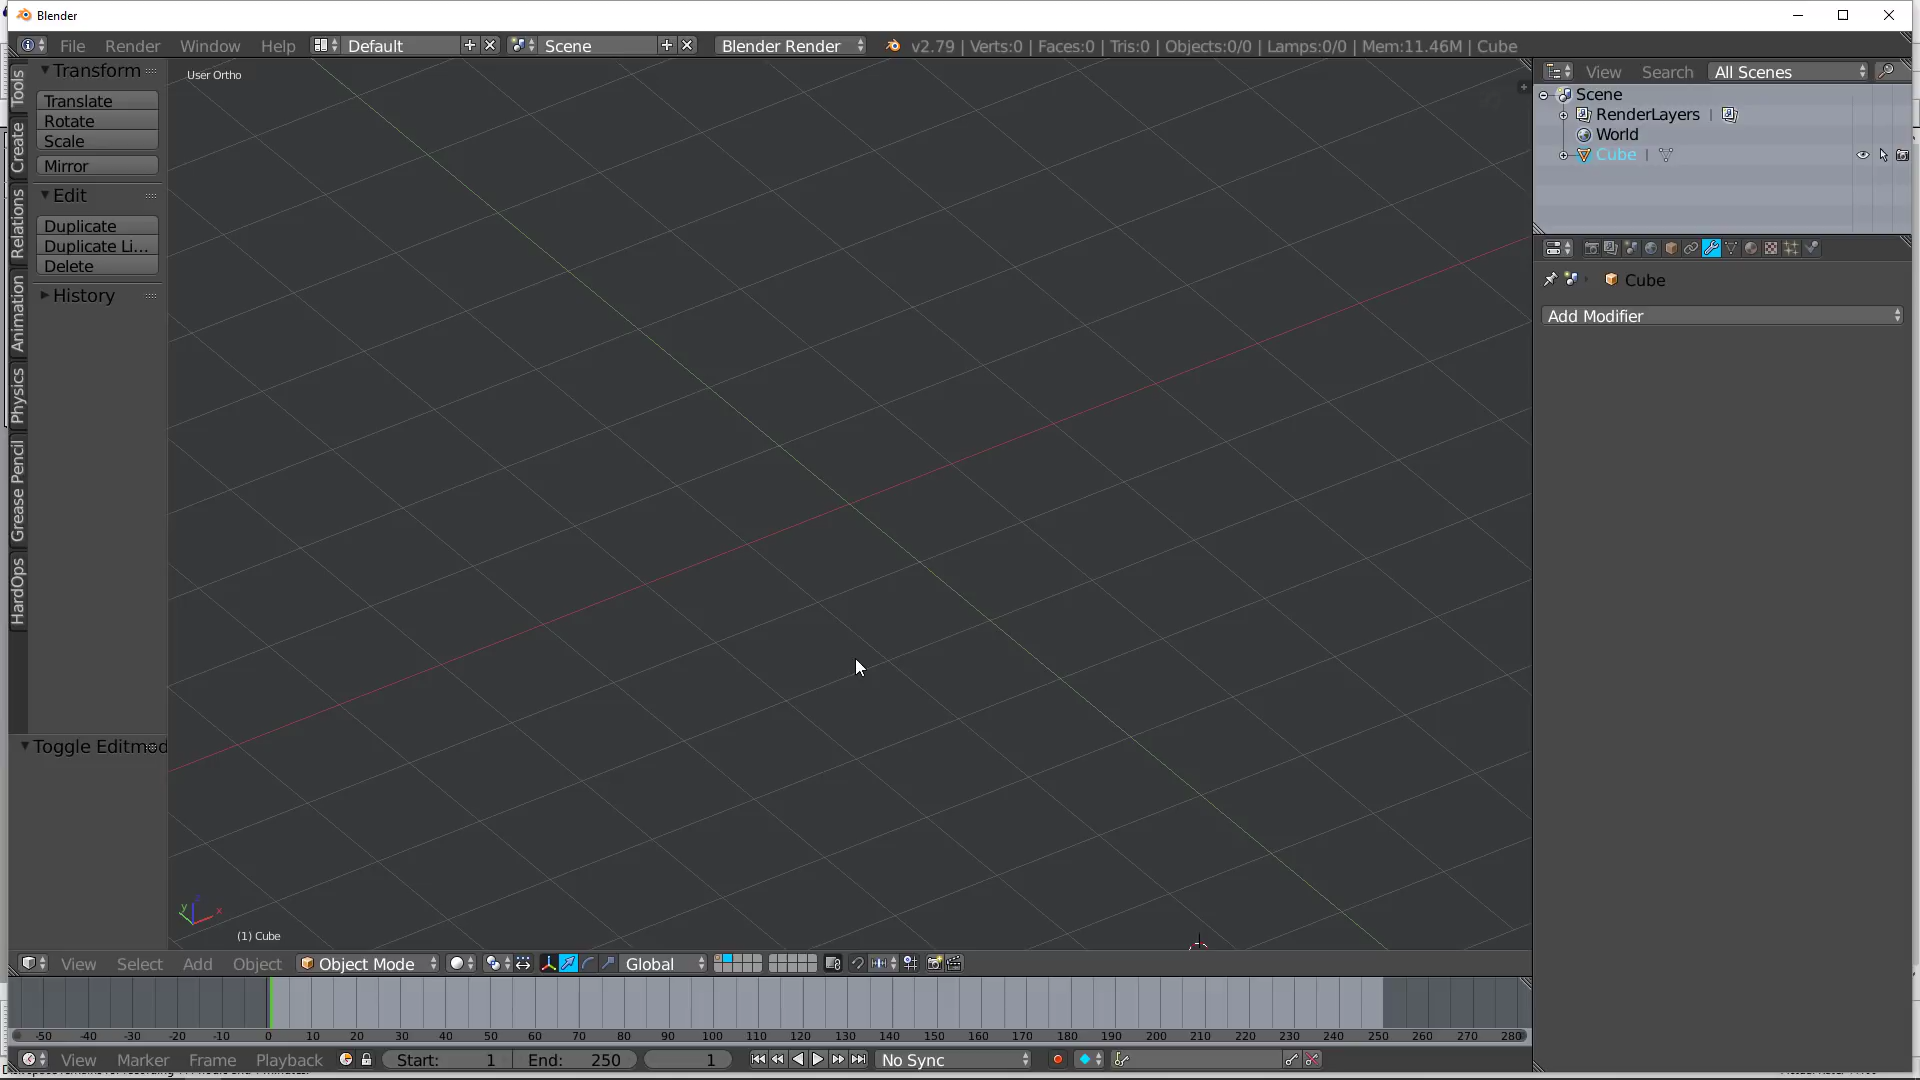 Blender
File Render Window Help Default Scene Blender Render v2.79 | Verts:0 | Faces:0 | Tris:0 | Objects:0/0 | Lamps:0/0 | Mem:11.46M | Cube
Tools
Create
Relations
Animation
Physics
Grease Pencil
HardOps
Transform
Translate
Rotate
Scale
Mirror
Edit
Duplicate
Duplicate Li...
Delete
History
Toggle Editmod
User Ortho
y x
(1) Cube
View Search All Scenes
Scene
RenderLayers |
World
Cube |
Cube
Add Modifier
View Select Add Object Object Mode Global
-50 -40 -30 -20 -10 0 10 20 30 40 50 60 70 80 90 100 110 120 130 140 150 160 170 180 190 200 210 220 230 240 250 260 270 280
View Marker Frame Playback Start: 1 End: 250 1 No Sync